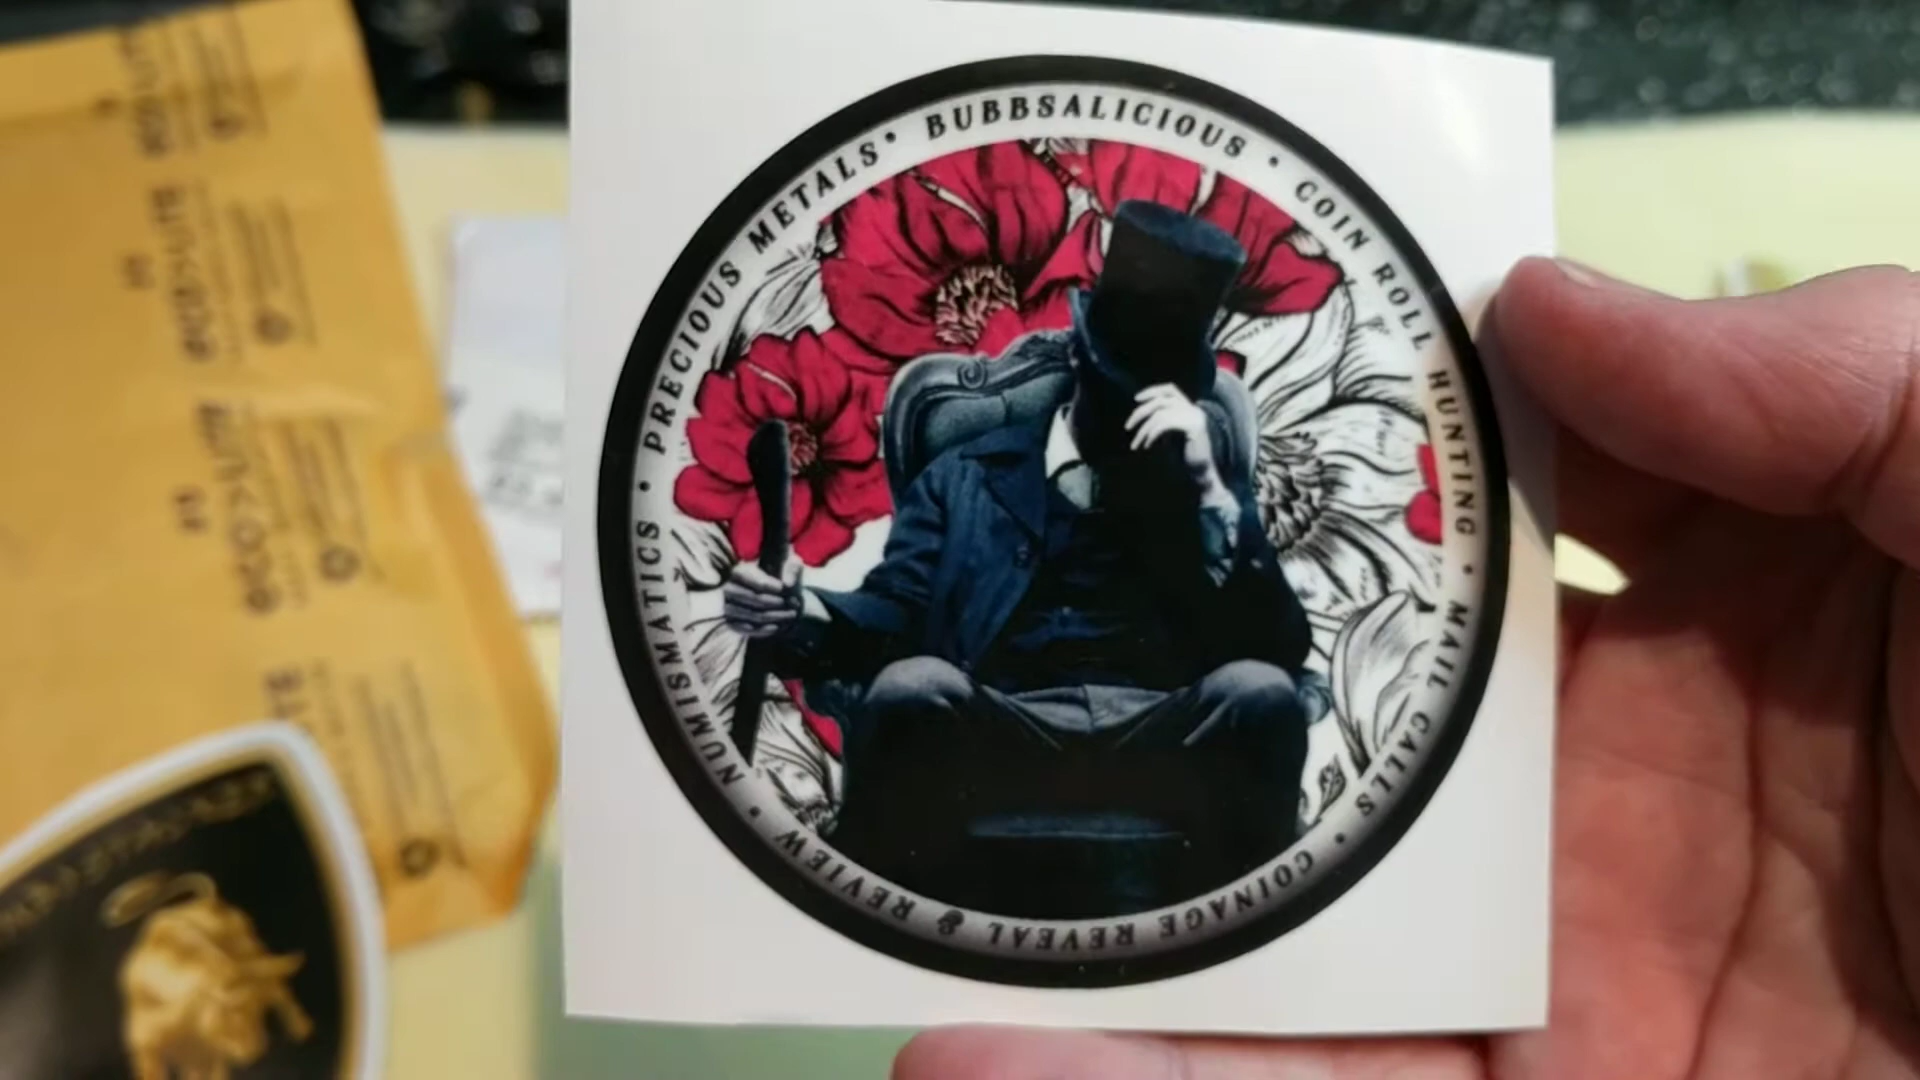 BUBBSALICIOUS • COIN ROLL HUNTING • MAIL CALLS • COINAGE REVEAL & REVIEW • NUMISMATICS • PRECIOUS METALS •